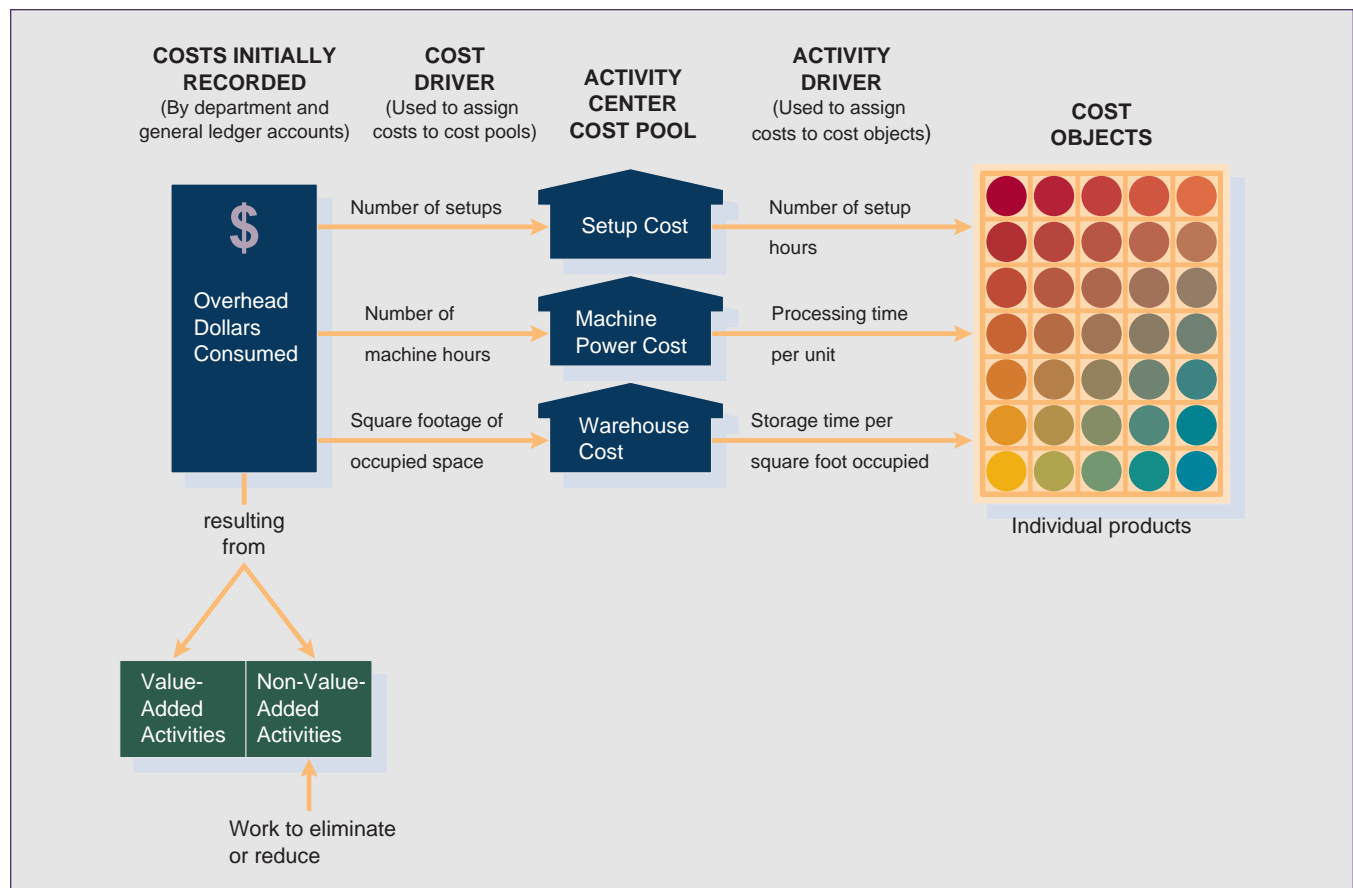 COSTS INITIALLY
RECORDED
(By department and
general ledger accounts)
COST
DRIVER
(Used to assign
costs to cost pools)
ACTIVITY
CENTER
COST POOL
ACTIVITY
DRIVER
(Used to assign
costs to cost objects)
COST
OBJECTS
$
Overhead
Dollars
Consumed
Number of setups
Setup Cost
Number of setup
hours
Number of
machine hours
Machine
Power Cost
Processing time
per unit
Square footage of
occupied space
Warehouse
Cost
Storage time per
square foot occupied
Individual products
resulting
from
Value-
Added
Activities
Non-Value-
Added
Activities
Work to eliminate
or reduce